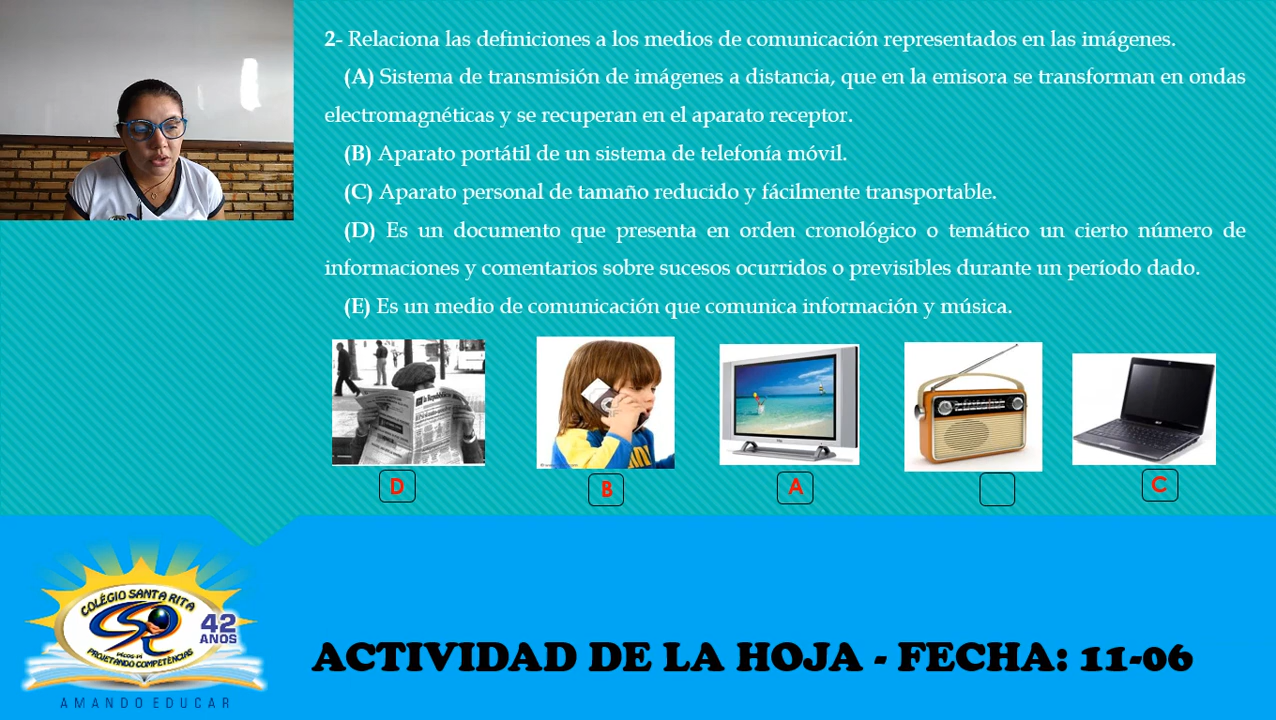 2- Relaciona las definiciones a los medios de comunicación representados en las imágenes.
(A) Sistema de transmisión de imágenes a distancia, que en la emisora se transforman en ondas
electromagnéticas y se recuperan en el aparato receptor.
(B) Aparato portátil de un sistema de telefonía móvil.
(C) Aparato personal de tamaño reducido y fácilmente transportable.
(D) Es un documento que presenta en orden cronológico o temático un cierto número de
informaciones y comentarios sobre sucesos ocurridos o previsibles durante un período dado.
(E) Es un medio de comunicación que comunica información y música.
la Repubblica
D
B
A
C
COLÉGIO SANTA RITA
42
ANOS
PICOS-PI
PROJETANDO COMPETÊNCIAS
AMANDO EDUCAR
ACTIVIDAD DE LA HOJA - FECHA: 11-06